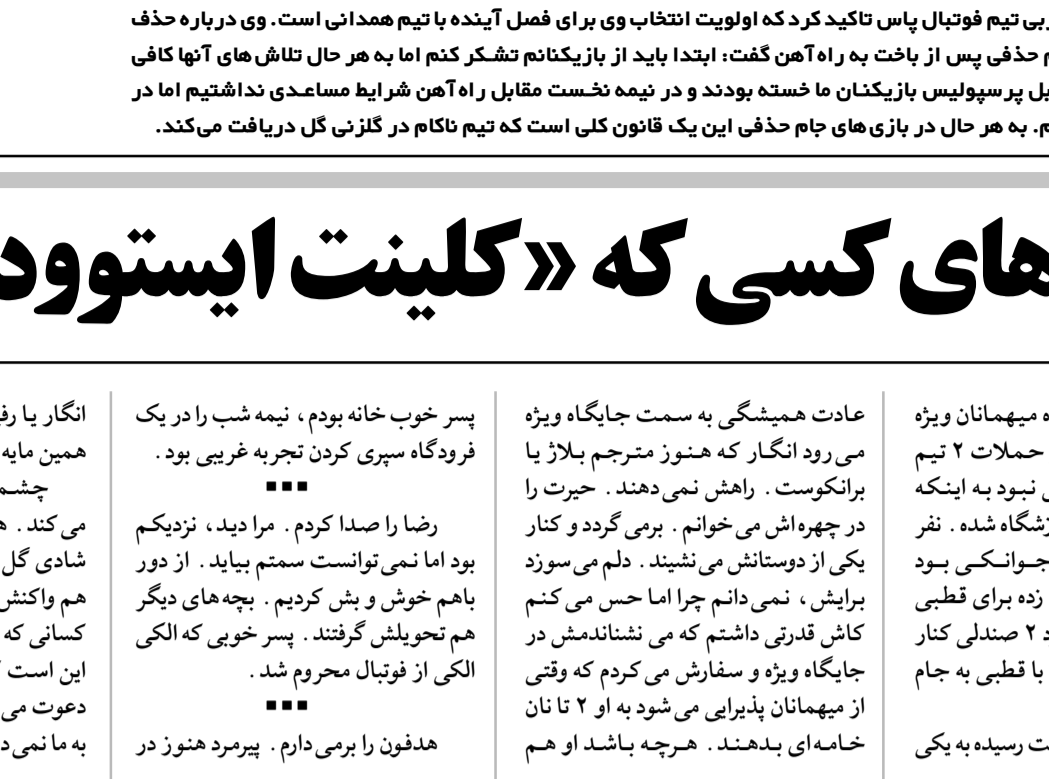 تیم فوتبال پاس تاکید کرد که اولویت انتخاب وی برای فصل آینده با تیم همدانی است. وی درباره حذف
حذفی پس از باخت به راه‌آهن گفت: ابتدا باید از بازیکنانم تشکر کنم اما به هر حال تلاش‌های آنها کافی
پرسپولیس بازیکنان ما خسته بودند و در نیمه نخست مقابل راه‌آهن شرایط مساعدی نداشتیم اما در
به هر حال در بازی‌های جام حذفی این یک قانون کلی است که تیم ناکام در گلزنی گل دریافت می‌کند.
های کسی که «کلینت ایستوود
میهمانان ویژه
حملات ۲ تیم
نبود به اینکه
شده . نفر
جوانکی بود
زده برای قطبی
۲ صندلی کنار
با قطبی به جام
رسیده به یکی
عادت همیشگی به سمت جایگاه ویژه
می‌رود انگار که هنوز مترجم بلاژ یا
برانکوست . راهش نمی‌دهند . حیرت را
در چهره‌اش می‌خوانم . برمی‌گردد و کنار
یکی از دوستانش می‌نشیند . دلم می‌سوزد
برایش ، نمی‌دانم چرا اما حس می‌کنم
کاش قدرتی داشتم که می نشناندمش در
جایگاه ویژه و سفارش می‌کردم که وقتی
از میهمانان پذیرایی می‌شود به او ۲ تا نان
خامه‌ای بدهند . هرچه باشد او هم
پسر خوب خانه بودم ، نیمه شب را در یک
فرودگاه سپری کردن تجربه غریبی بود .
■■■
رضا را صدا کردم . مرا دید ، نزدیکم
بود اما نمی‌توانست سمتم بیاید . از دور
باهم خوش و بش کردیم . بچه‌های دیگر
هم تحویلش گرفتند . پسر خوبی که الکی
الکی از فوتبال محروم شد .
■■■
هدفون را برمی‌دارم . پیرمرد هنوز در
انگار یا
همین مایه
می‌کند .
شادی گل
هم واکنش
کسانی که
این است
دعوت می
به ما نمی